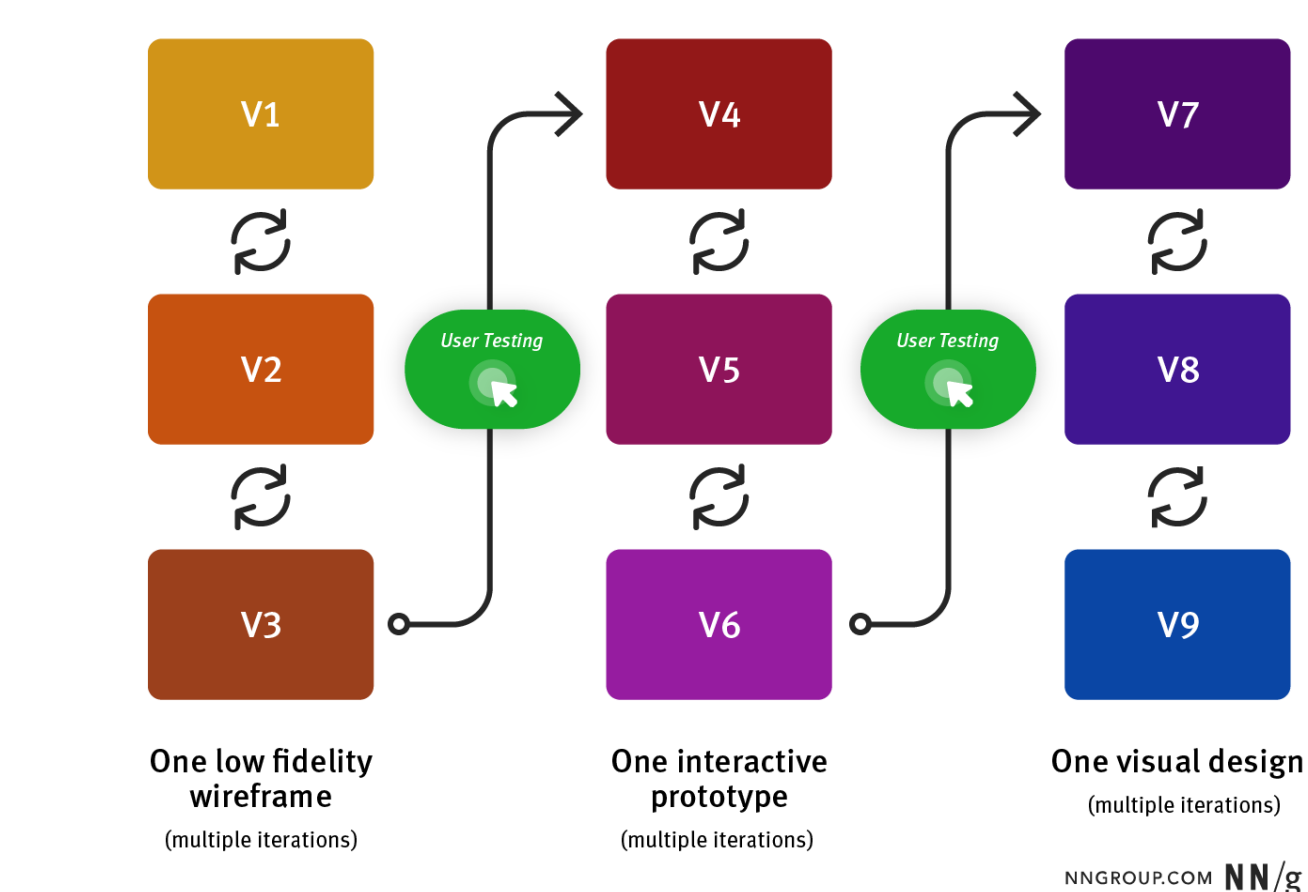 V1
V2
V3
User Testing
V4
V5
V6
User Testing
V7
V8
V9
One low fidelity
wireframe
(multiple iterations)
One interactive
prototype
(multiple iterations)
One visual design
(multiple iterations)
NNGROUP.COM NN/g